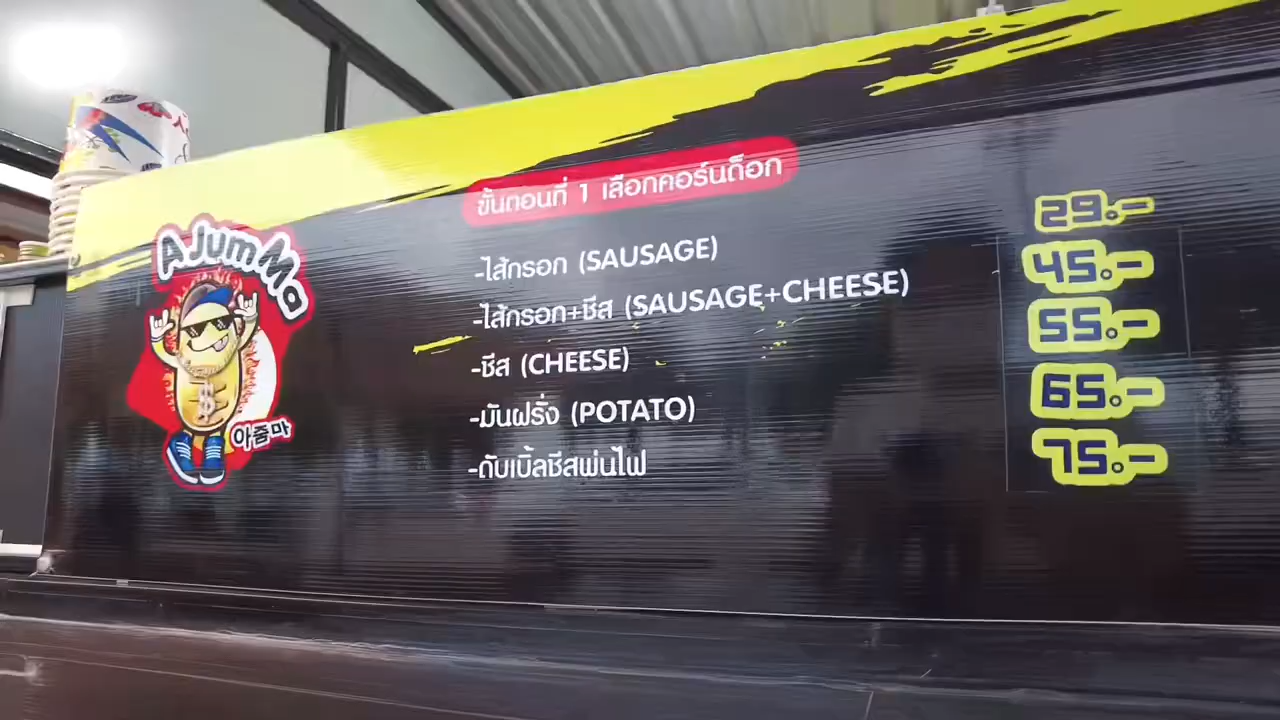 AJumMa
아줌마
ขั้นตอนที่ 1 เลือกคอร์นด็อก
-ไส้กรอก (SAUSAGE) 29.-
-ไส้กรอก+ชีส (SAUSAGE+CHEESE) 45.-
-ชีส (CHEESE) 55.-
-มันฝรั่ง (POTATO) 65.-
-ดับเบิ้ลชีสพ่นไฟ 75.-